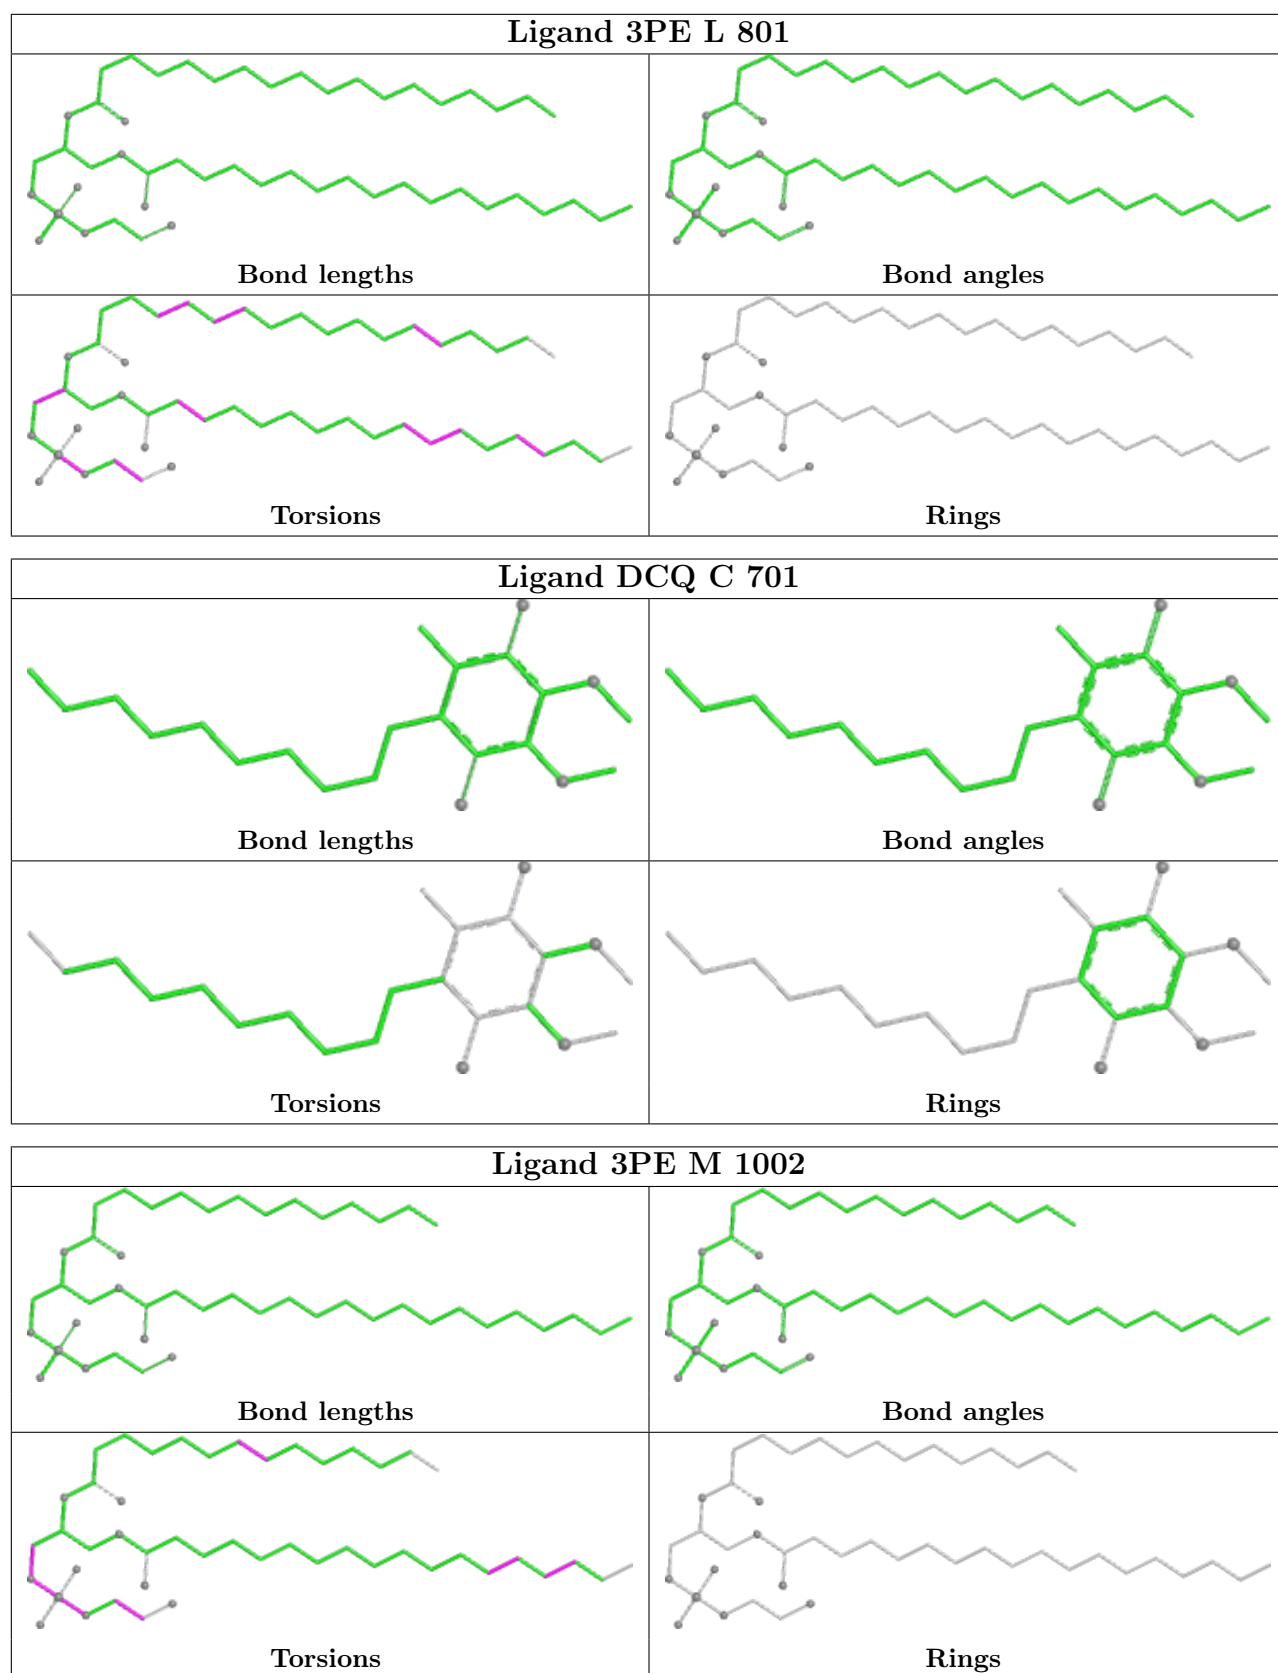 Ligand 3PE L 801
Bond lengths
Bond angles
Torsions
Rings
Ligand DCQ C 701
Bond lengths
Bond angles
Torsions
Rings
Ligand 3PE M 1002
Bond lengths
Bond angles
Torsions
Rings